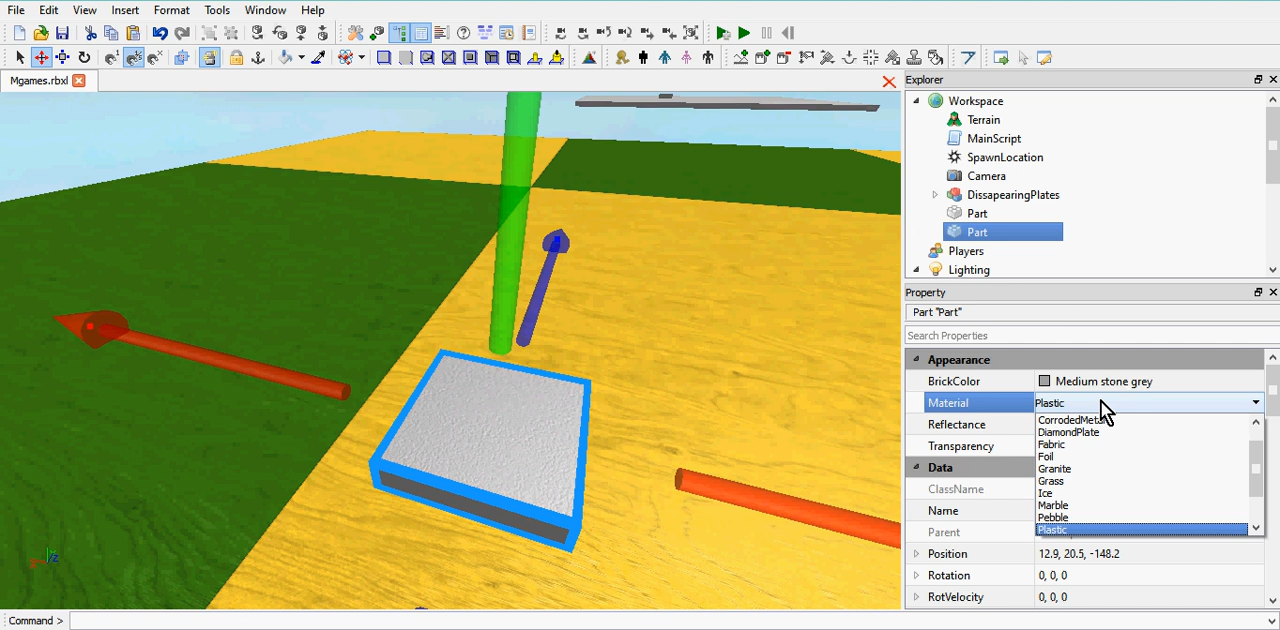 File Edit View Insert Format Tools Window Help
Mgames.rbxl
Explorer
Workspace
Terrain
MainScript
SpawnLocation
Camera
DissapearingPlates
Part
Part
Players
Lighting
Property
Part "Part"
Search Properties
Appearance
BrickColor Medium stone grey
Material Plastic
Reflectance
Transparency
Data
ClassName
Name
Parent
Position 12.9, 20.5, -148.2
Rotation 0, 0, 0
RotVelocity 0, 0, 0
CorrodedMetal
DiamondPlate
Fabric
Foil
Granite
Grass
Ice
Marble
Pebble
Plastic
Command >